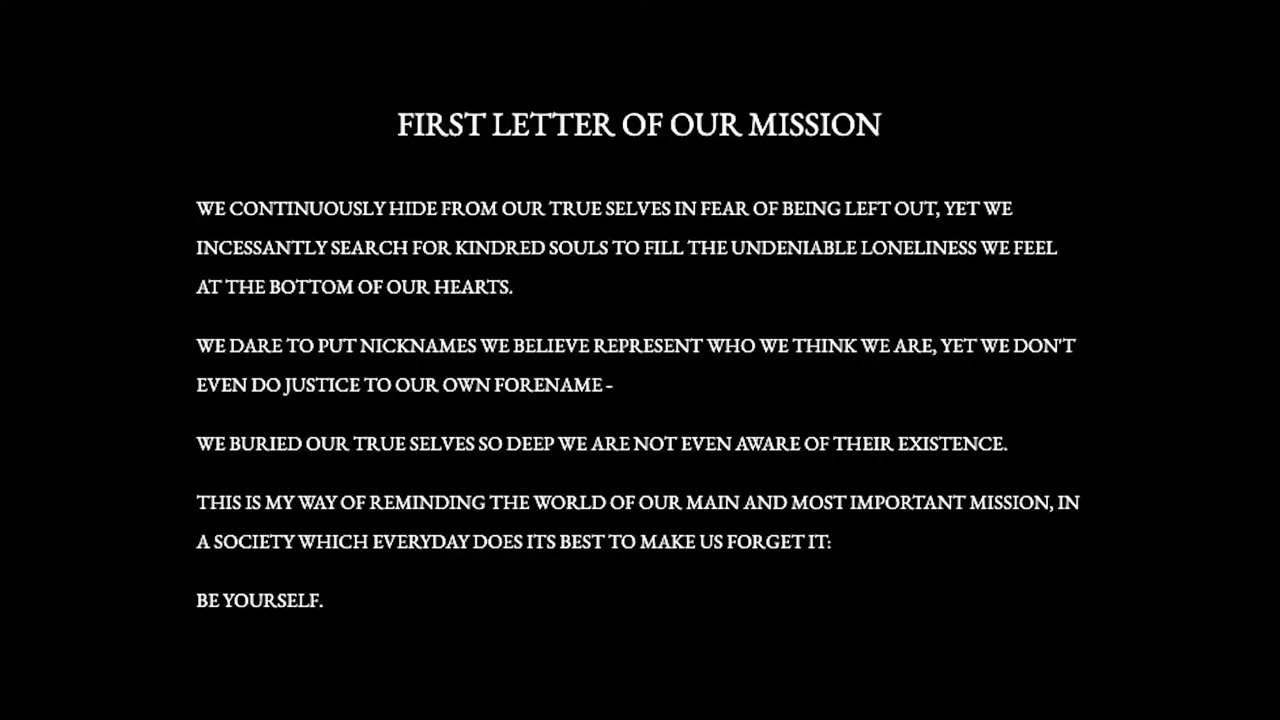 FIRST LETTER OF OUR MISSION
WE CONTINUOUSLY HIDE FROM OUR TRUE SELVES IN FEAR OF BEING LEFT OUT, YET WE
INCESSANTLY SEARCH FOR KINDRED SOULS TO FILL THE UNDENIABLE LONELINESS WE FEEL
AT THE BOTTOM OF OUR HEARTS.
WE DARE TO PUT NICKNAMES WE BELIEVE REPRESENT WHO WE THINK WE ARE, YET WE DON'T
EVEN DO JUSTICE TO OUR OWN FORENAME -
WE BURIED OUR TRUE SELVES SO DEEP WE ARE NOT EVEN AWARE OF THEIR EXISTENCE.
THIS IS MY WAY OF REMINDING THE WORLD OF OUR MAIN AND MOST IMPORTANT MISSION, IN
A SOCIETY WHICH EVERYDAY DOES ITS BEST TO MAKE US FORGET IT:
BE YOURSELF.